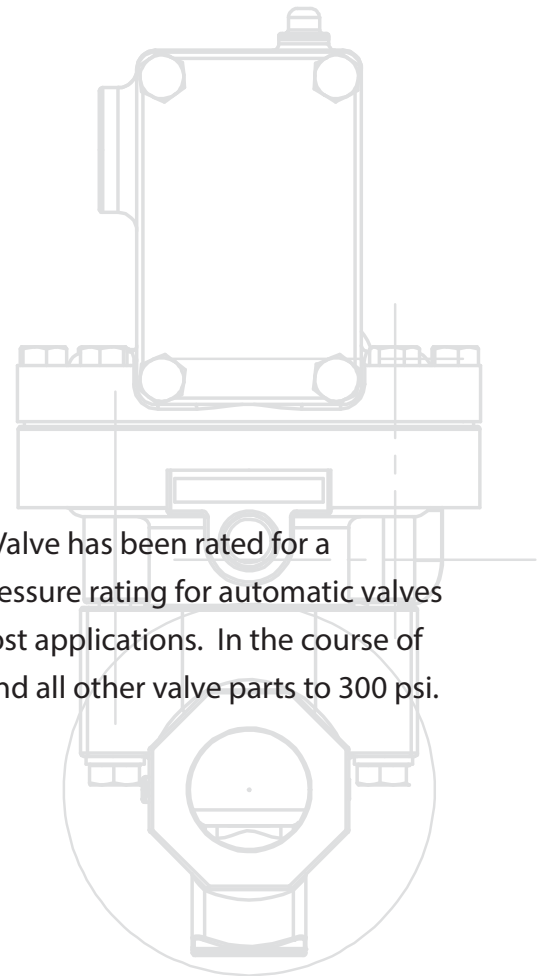 Valve has been rated for a
essure rating for automatic valves
ost applications. In the course of
nd all other valve parts to 300 psi.